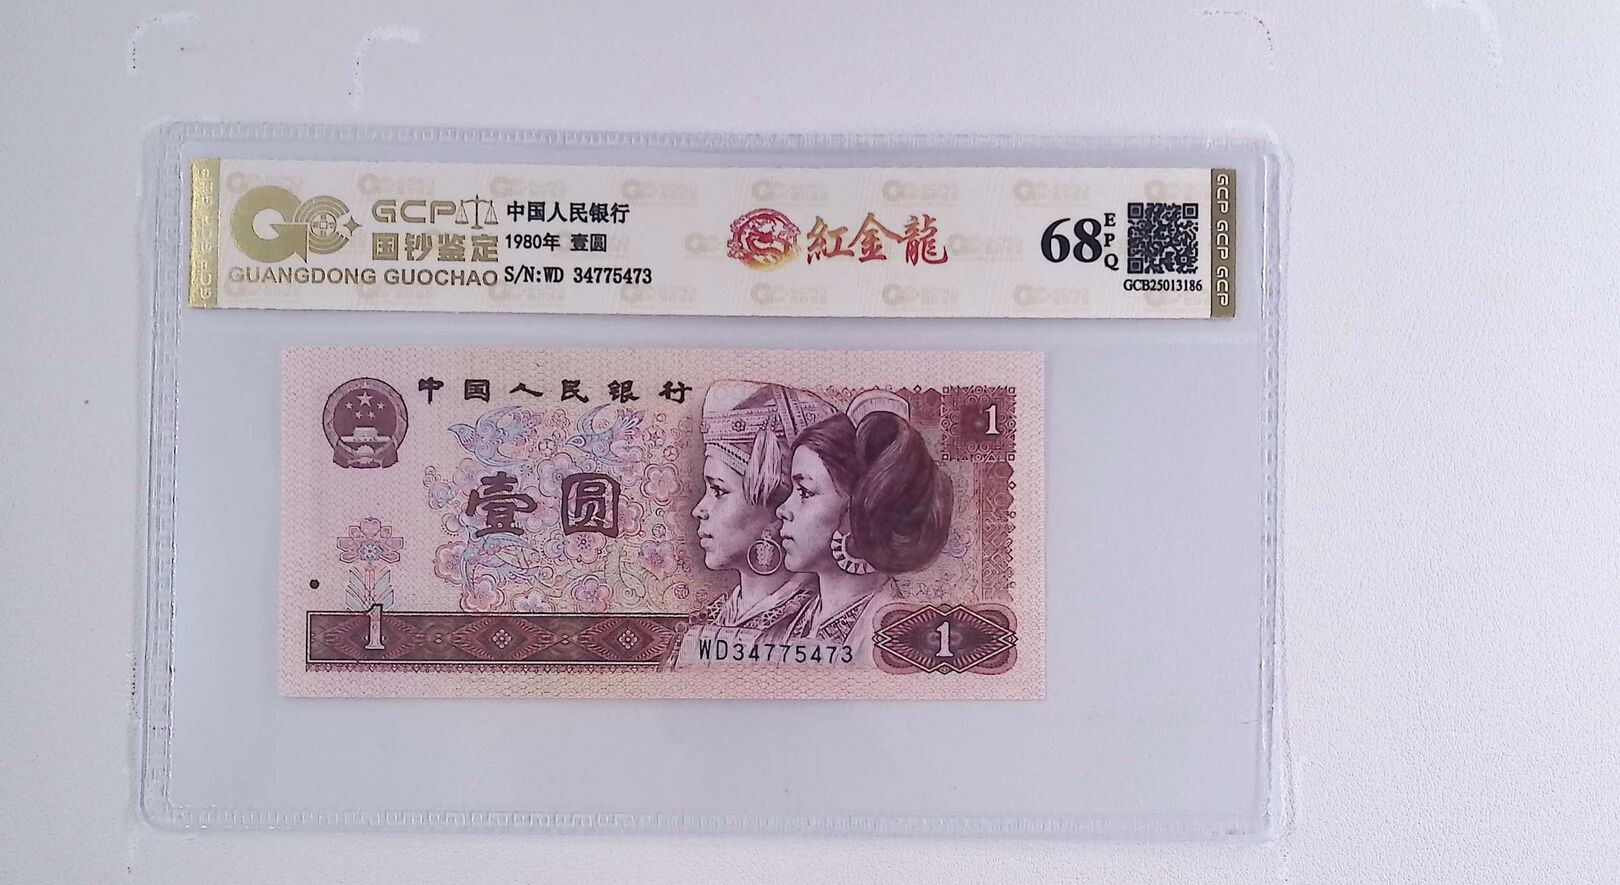 GCP
国钞鉴定
GUANGDONG GUOCHAO
中国人民银行
1980年 壹圆
S/N:WD 34775473
紅金龍
68 EPQ
GCB25013186
GCP GCP GCP
中国人民银行
1
壹圆
1
WD34775473
1